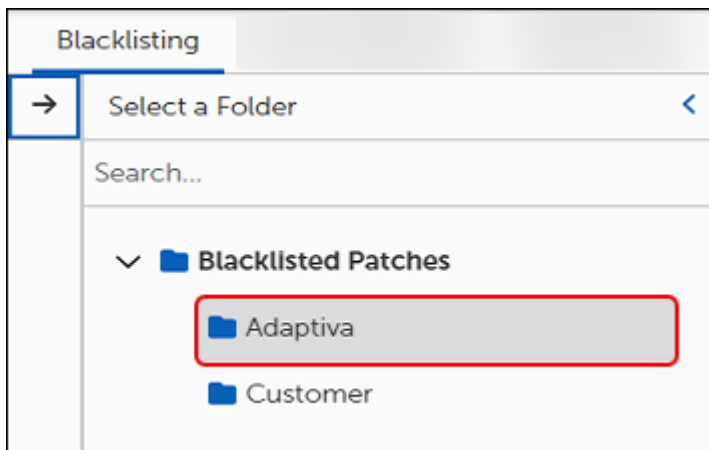 Blacklisting
Select a Folder
Search...
Blacklisted Patches
Adaptiva
Customer